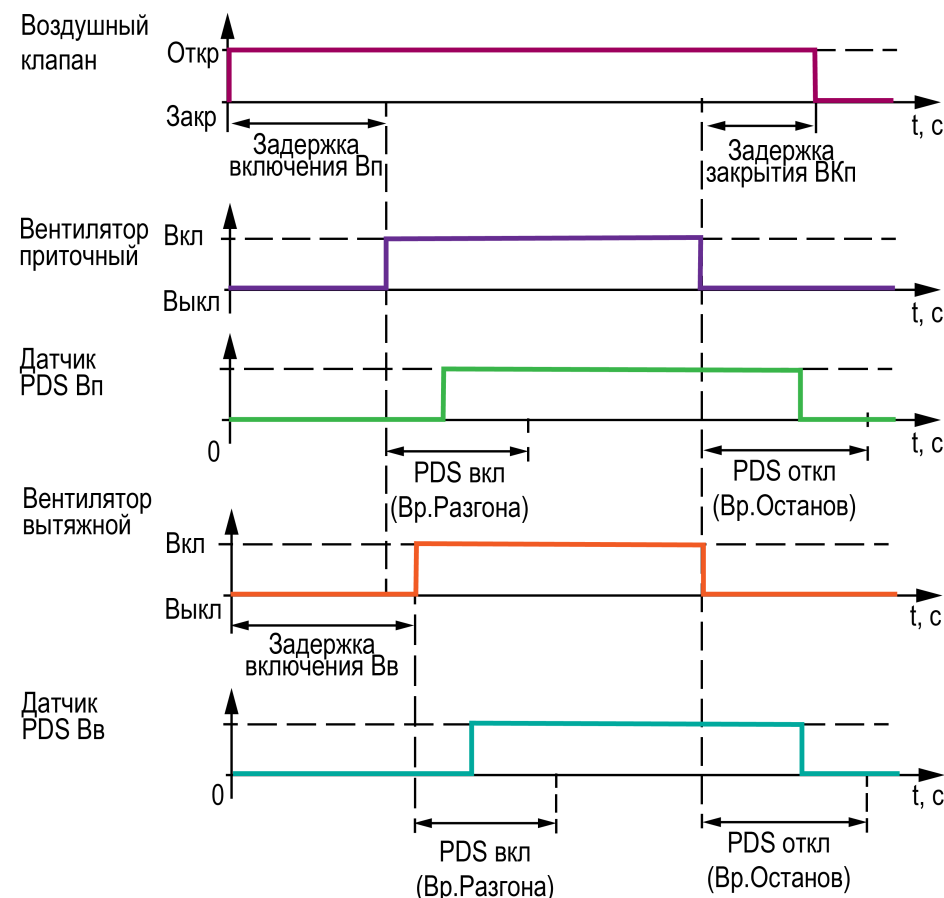 Воздушный
клапан
Откр
Закр
t, с
Задержка
включения Вп
Задержка
закрытия ВКп
Вентилятор
приточный
Вкл
Выкл
t, с
Датчик
PDS Вп
0
t, с
PDS вкл
(Вр.Разгона)
PDS откл
(Вр.Останов)
Вентилятор
вытяжной
Вкл
Выкл
t, с
Задержка
включения Вв
Датчик
PDS Вв
0
t, с
PDS вкл
(Вр.Разгона)
PDS откл
(Вр.Останов)